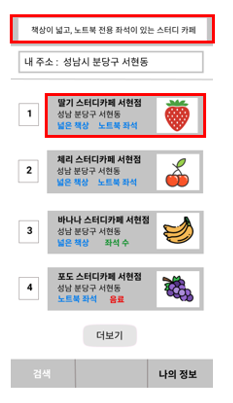 책상이 넓고, 노트북 전용 좌석이 있는 스터디 카페
내 주소 : 성남시 분당구 서현동
1
딸기 스터디카페 서현점
성남 분당구 서현동
넓은 책상 노트북 좌석
2
체리 스터디카페 서현점
성남 분당구 서현동
넓은 책상 노트북 좌석
3
바나나 스터디카페 서현점
성남 분당구 서현동
넓은 책상 좌석 수
4
포도 스터디카페 서현점
성남 분당구 서현동
노트북 좌석 음료
더보기
검색 나의 정보